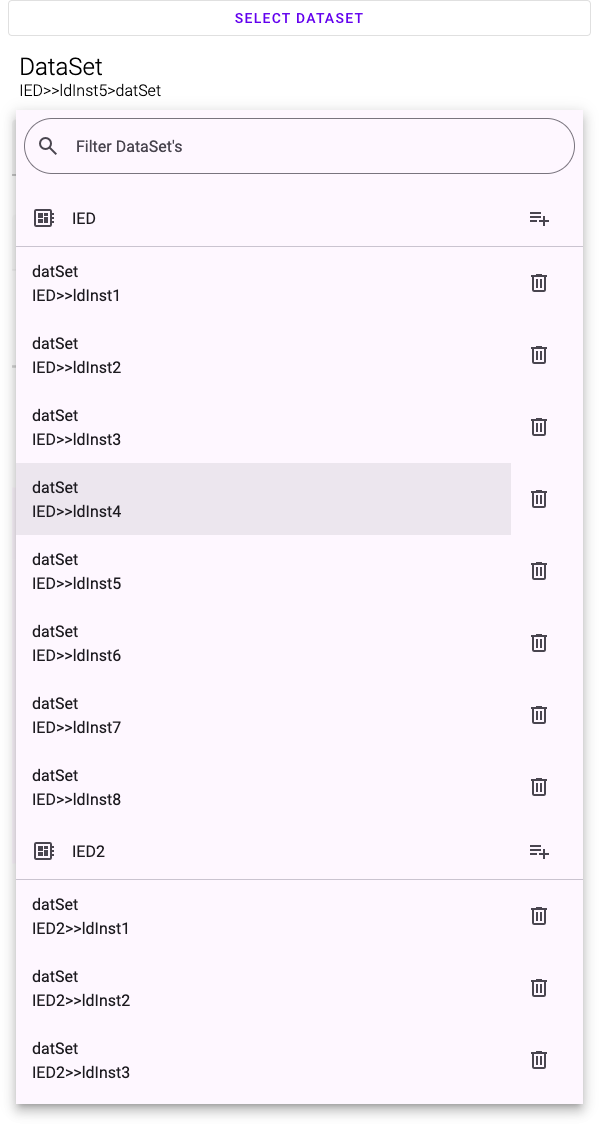 SELECT DATASET
DataSet
IED>>ldInst5>datSet
Filter DataSet's
IED
datSet
IED>>ldInst1
datSet
IED>>ldInst2
datSet
IED>>ldInst3
datSet
IED>>ldInst4
datSet
IED>>ldInst5
datSet
IED>>ldInst6
datSet
IED>>ldInst7
datSet
IED>>ldInst8
IED2
datSet
IED2>>ldInst1
datSet
IED2>>ldInst2
datSet
IED2>>ldInst3